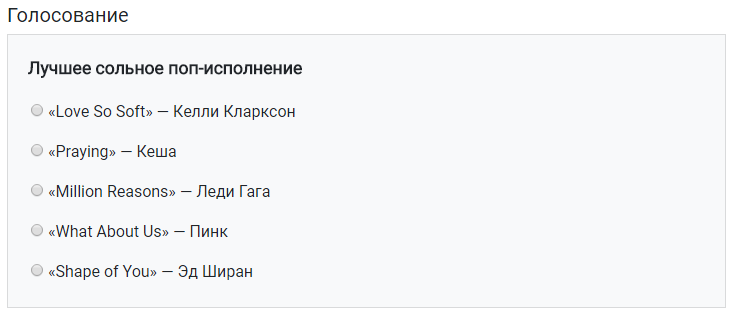 Голосование
Лучшее сольное поп-исполнение
«Love So Soft» — Келли Кларксон
«Praying» — Кеша
«Million Reasons» — Леди Гага
«What About Us» — Пинк
«Shape of You» — Эд Ширан